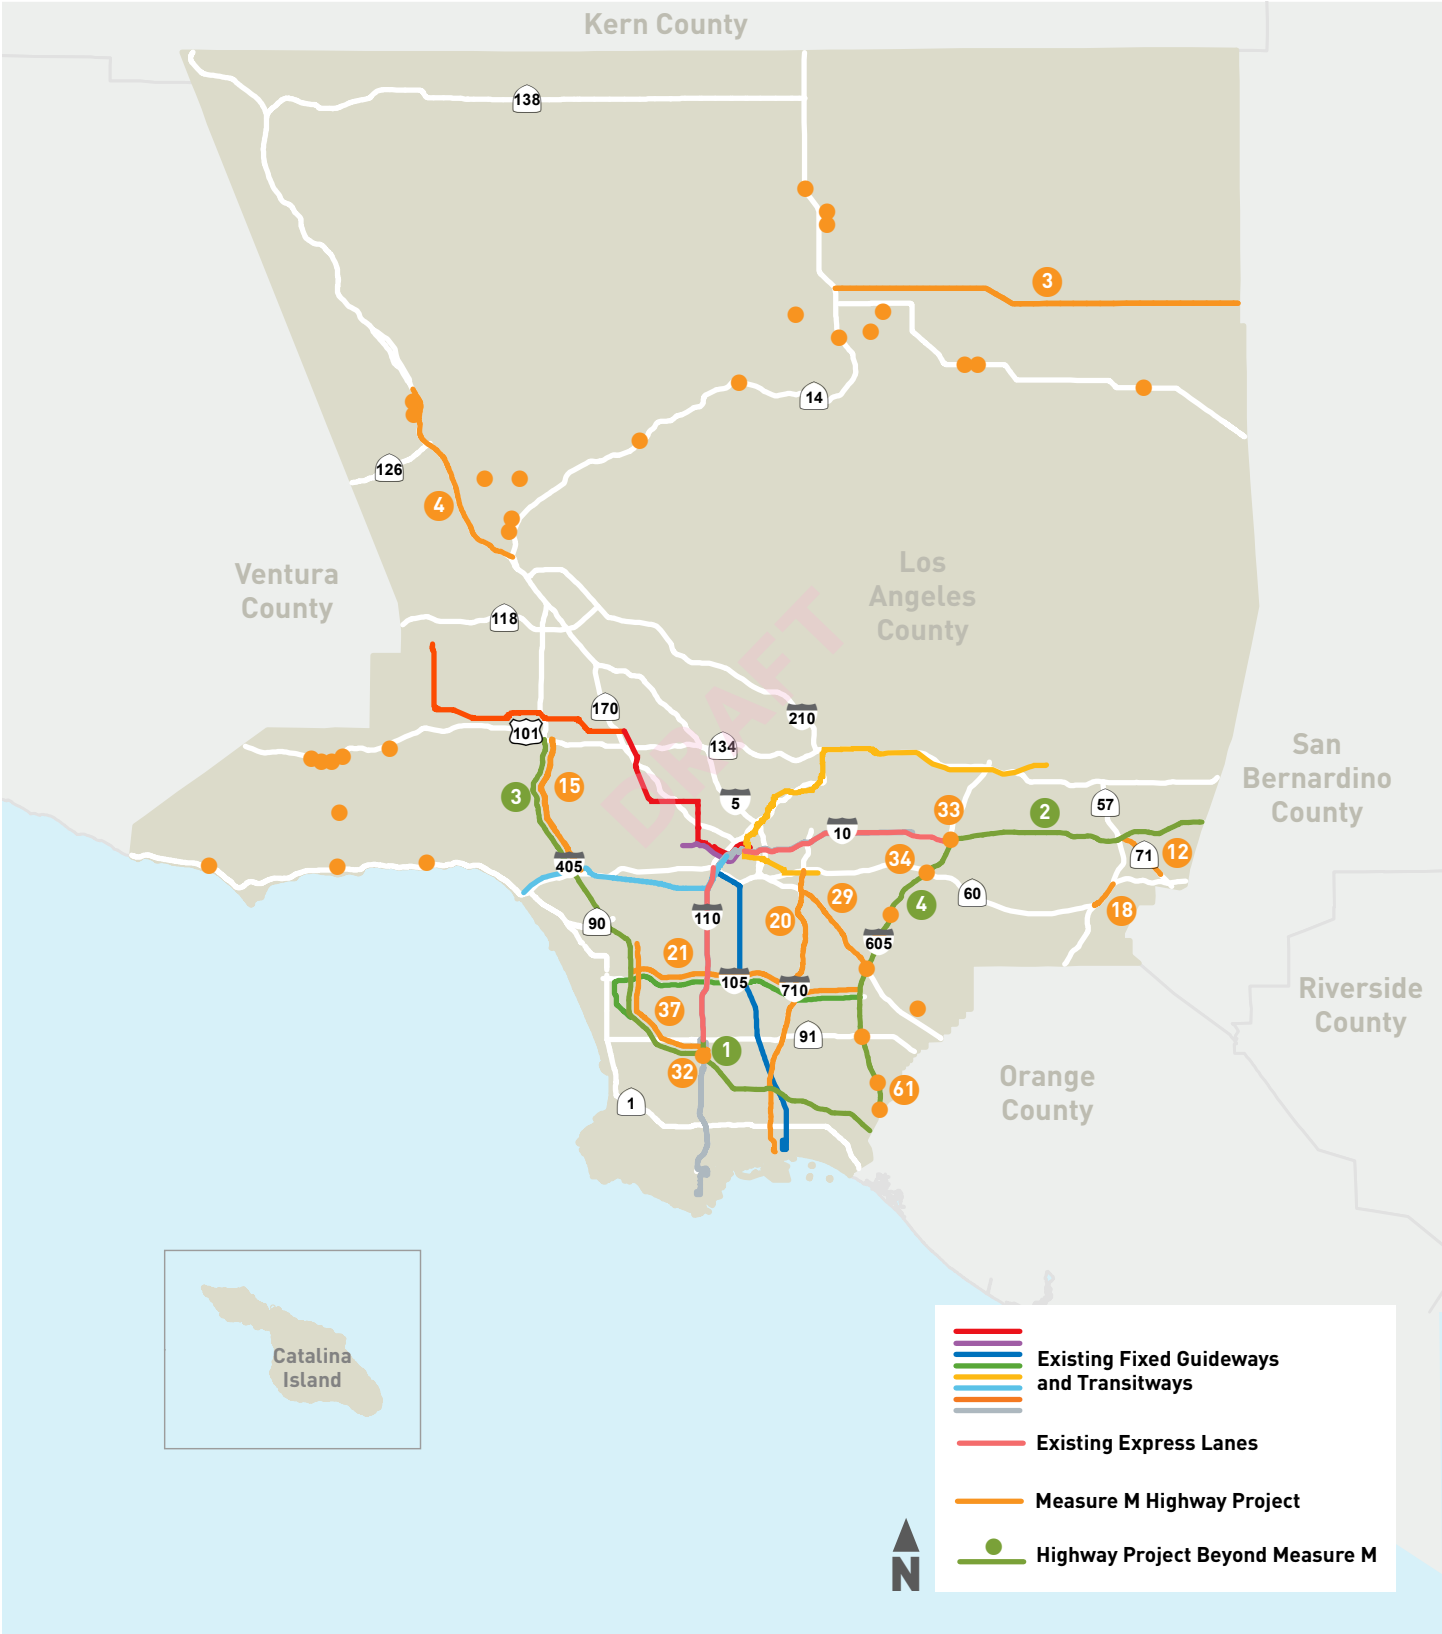 Kern County
138
3
14
126
4
Ventura
County
Los
Angeles
County
118
DRAFT
170
210
101
134
San
Bernardino
County
3
15
5
33
2
57
10
405
34
71
12
60
4
29
18
110
20
90
605
21
105
710
Riverside
County
37
91
1
32
Orange
County
61
1
Catalina
Island
Existing Fixed Guideways
and Transitways
Existing Express Lanes
Measure M Highway Project
Highway Project Beyond Measure M
N